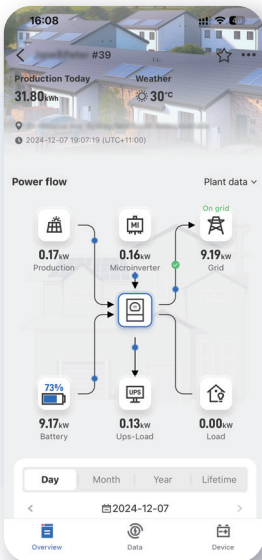 16:08
#39
Production Today
Weather
31.80kWh
30°C
2024-12-07 19:07:19 (UTC+11:00)
Power flow
Plant data
On grid
MI
0.17kW
0.16kW
9.19kW
Production
Microinverter
Grid
73%
UPS
9.17kW
0.13kW
0.00kW
Battery
Ups-Load
Load
Day
Month
Year
Lifetime
2024-12-07
Overview
Data
Device